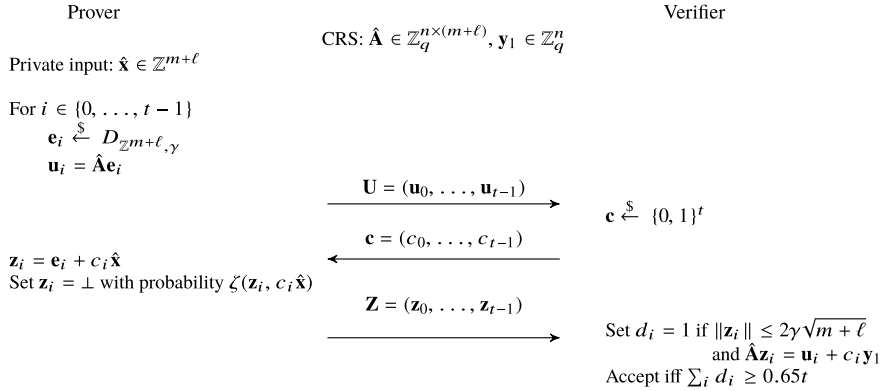 Prover
Verifier
CRS: Â ∈ ℤ_q^{n×(m+ℓ)}, y₁ ∈ ℤ_q^n
Private input: x̂ ∈ ℤ^{m+ℓ}
For i ∈ {0, …, t − 1}
e_i ←$ D_{ℤ^{m+ℓ},γ}
u_i = Âe_i
U = (u_0, …, u_{t−1})
c ←$ {0, 1}^t
c = (c_0, …, c_{t−1})
z_i = e_i + c_i x̂
Set z_i = ⊥ with probability ζ(z_i, c_i x̂)
Z = (z_0, …, z_{t−1})
Set d_i = 1 if ‖z_i‖ ≤ 2γ√(m + ℓ)
and Âz_i = u_i + c_i y₁
Accept iff ∑_i d_i ≥ 0.65t